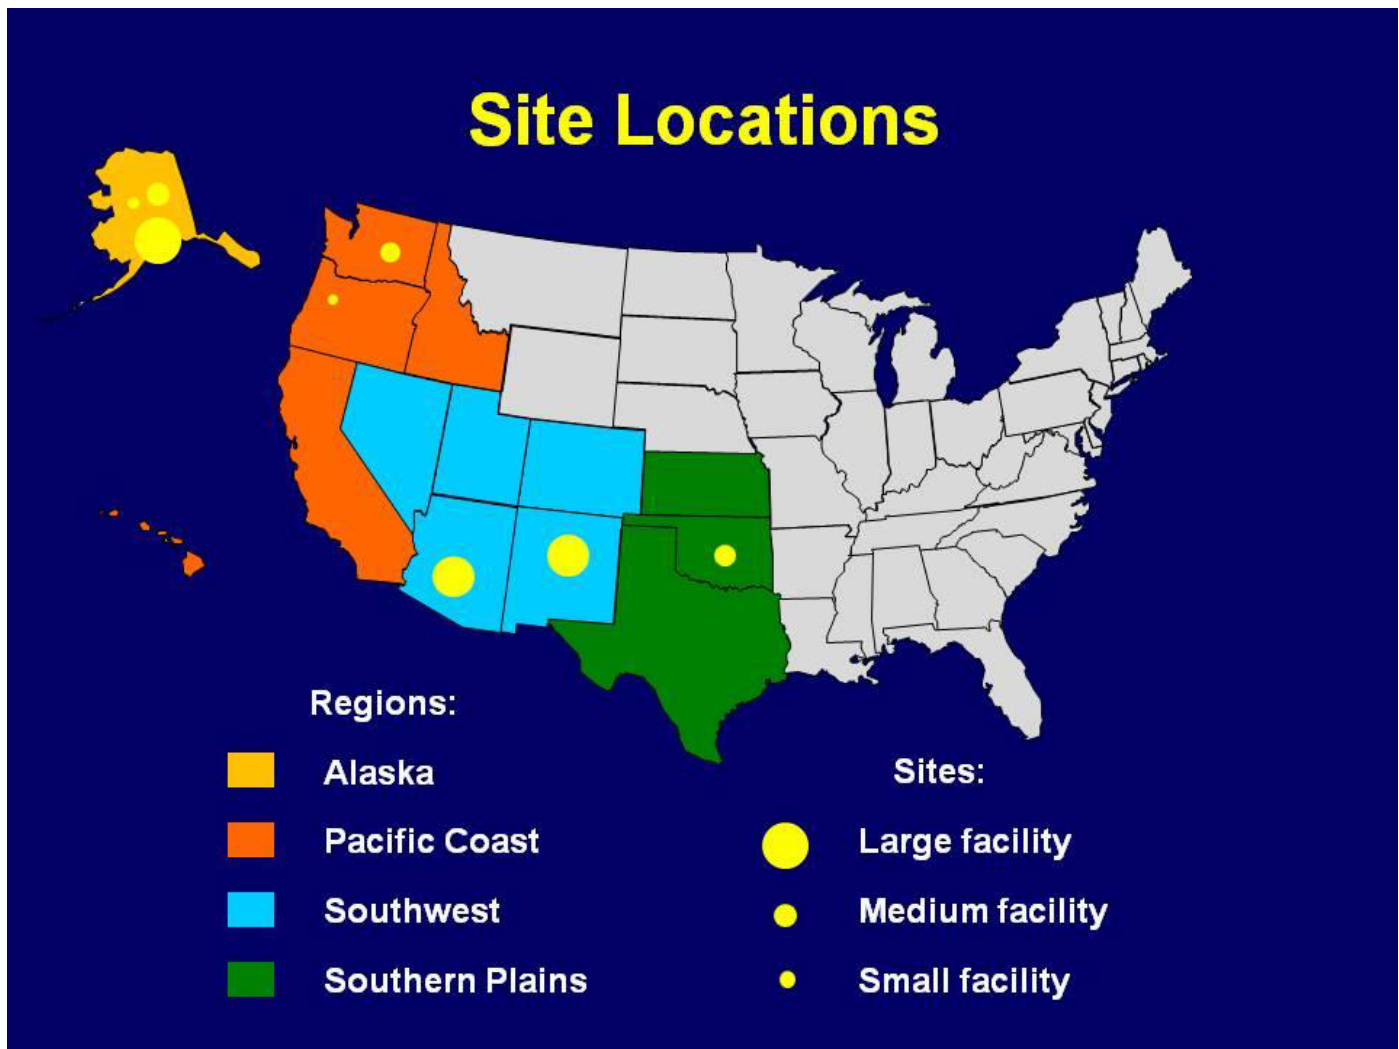 Site Locations
Regions:
Alaska
Pacific Coast
Southwest
Southern Plains
Sites:
Large facility
Medium facility
Small facility